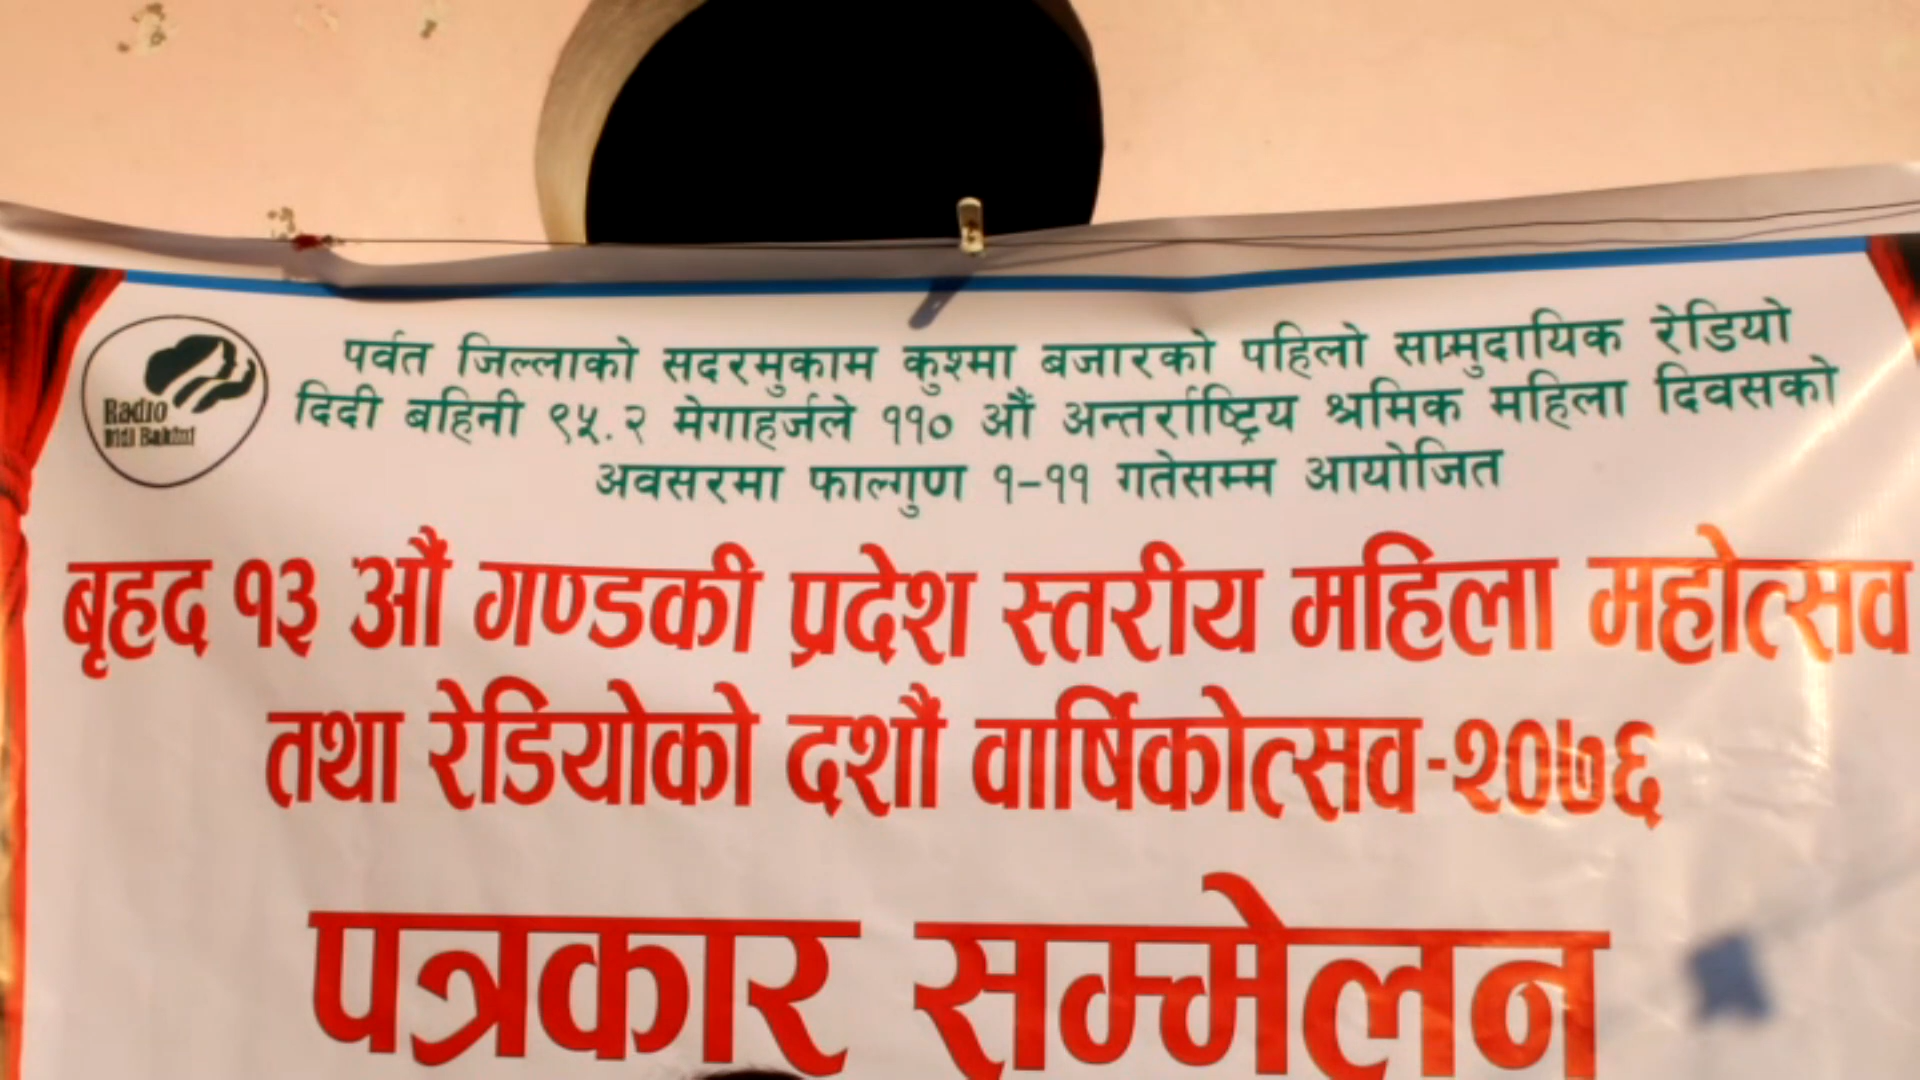 पर्वत जिल्लाको सदरमुकाम कुश्मा बजारको पहिलो सामुदायिक रेडियो
दिदी बहिनी ९५.२ मेगाहर्जले ११० औं अन्तर्राष्ट्रिय श्रमिक महिला दिवसको
अवसरमा फाल्गुण १-११ गतेसम्म आयोजित
Radio
Didi Bahini
बृहद १३ औं गण्डकी प्रदेश स्तरीय महिला महोत्सव
तथा रेडियोको दशौं वार्षिकोत्सव-२०७६
पत्रकार सम्मेलन